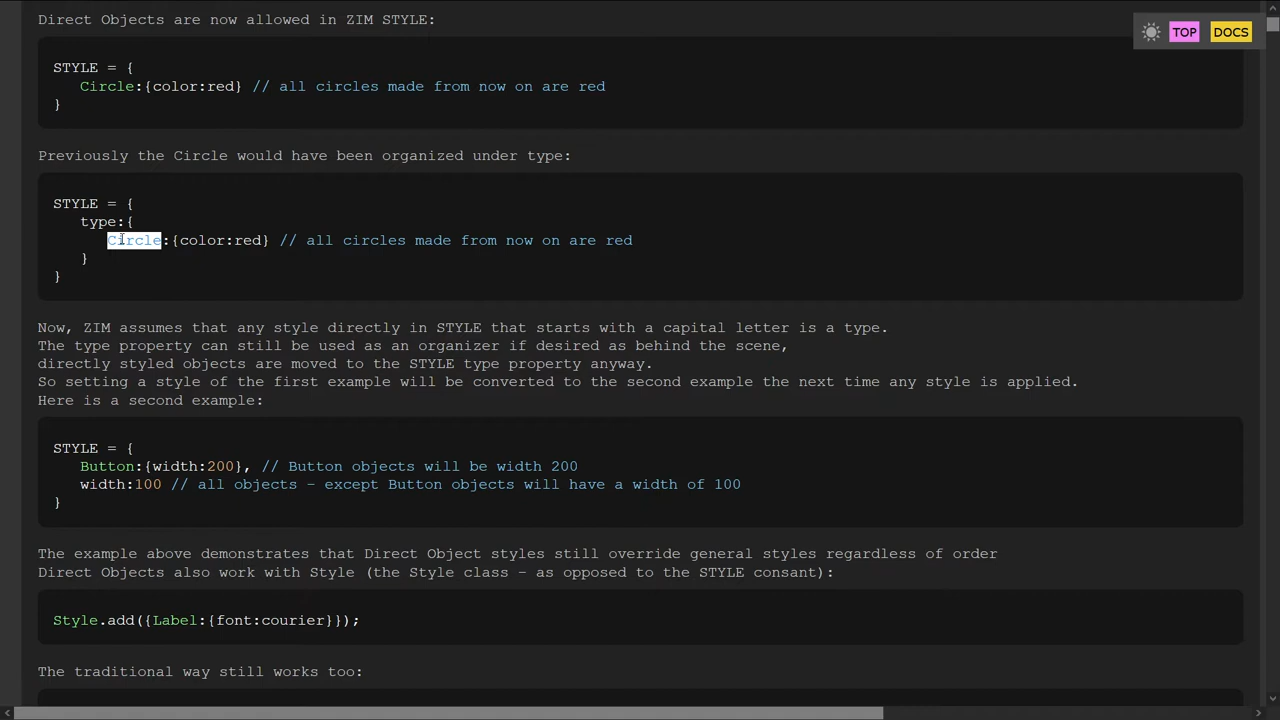 Direct Objects are now allowed in ZIM STYLE:
TOP
DOCS
STYLE = {
Circle:{color:red} // all circles made from now on are red
}
Previously the Circle would have been organized under type:
STYLE = {
type:{
Circle:{color:red} // all circles made from now on are red
}
}
Now, ZIM assumes that any style directly in STYLE that starts with a capital letter is a type.
The type property can still be used as an organizer if desired as behind the scene,
directly styled objects are moved to the STYLE type property anyway.
So setting a style of the first example will be converted to the second example the next time any style is applied.
Here is a second example:
STYLE = {
Button:{width:200}, // Button objects will be width 200
width:100 // all objects - except Button objects will have a width of 100
}
The example above demonstrates that Direct Object styles still override general styles regardless of order
Direct Objects also work with Style (the Style class - as opposed to the STYLE consant):
Style.add({Label:{font:courier}});
The traditional way still works too: